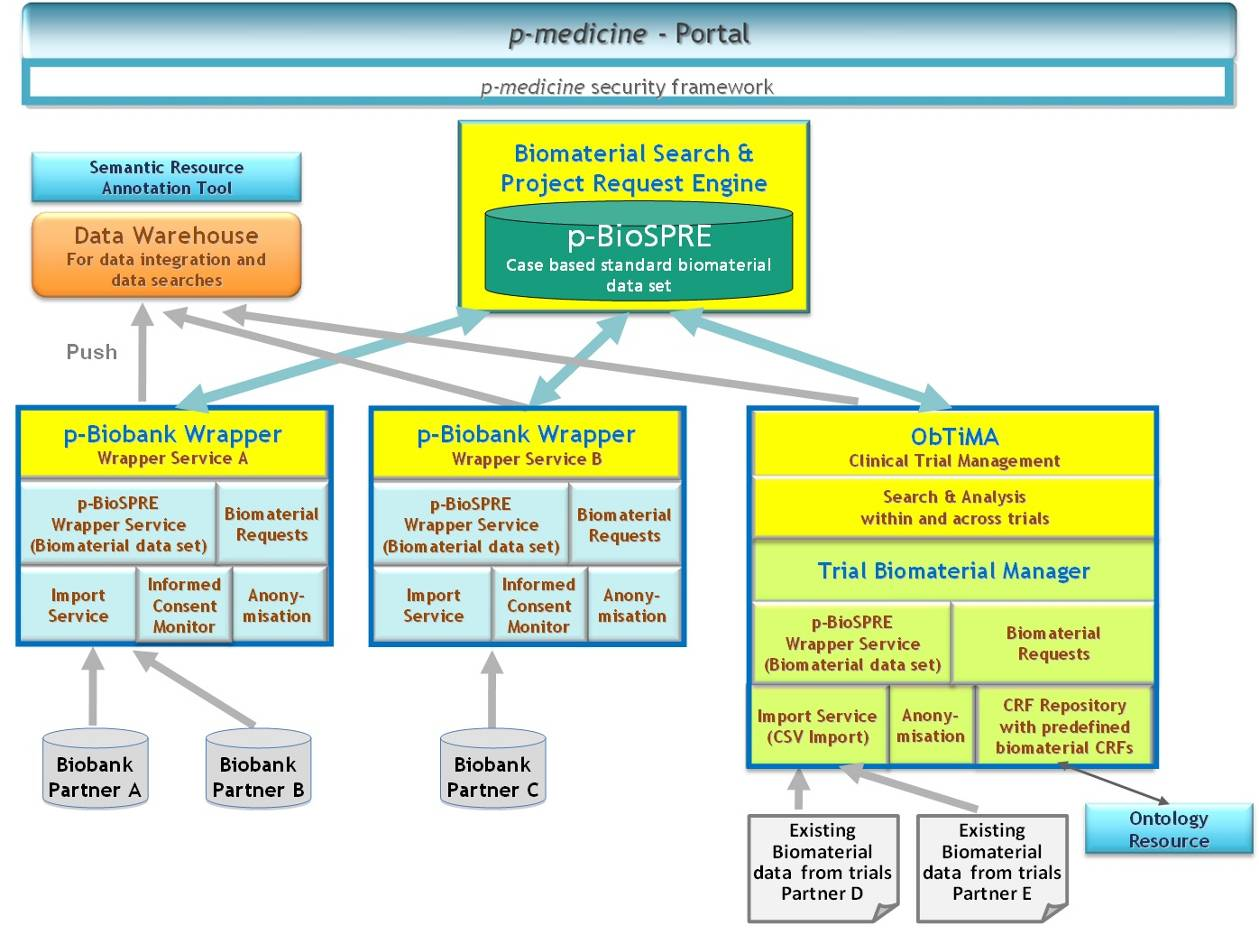 p-medicine - Portal
p-medicine security framework
Semantic Resource
Annotation Tool
Data Warehouse
For data integration and
data searches
Biomaterial Search &
Project Request Engine
p-BioSPRE
Case based standard biomaterial
data set
Push
p-Biobank Wrapper
Wrapper Service A
p-BioSPRE
Wrapper Service
(Biomaterial data set)
Biomaterial
Requests
Import
Service
Informed
Consent
Monitor
Anony-
misation
p-Biobank Wrapper
Wrapper Service B
p-BioSPRE
Wrapper Service
(Biomaterial data set)
Biomaterial
Requests
Import
Service
Informed
Consent
Monitor
Anony-
misation
ObTiMA
Clinical Trial Management
Search & Analysis
within and across trials
Trial Biomaterial Manager
p-BioSPRE
Wrapper Service
(Biomaterial data set)
Biomaterial
Requests
Import Service
(CSV Import)
Anony-
misation
CRF Repository
with predefined
biomaterial CRFs
Biobank
Partner A
Biobank
Partner B
Biobank
Partner C
Existing
Biomaterial
data from trials
Partner D
Existing
Biomaterial
data from trials
Partner E
Ontology
Resource